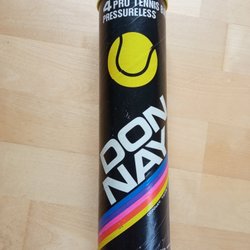 4 PRO TENNIS
PRESSURELESS
DON
NAY